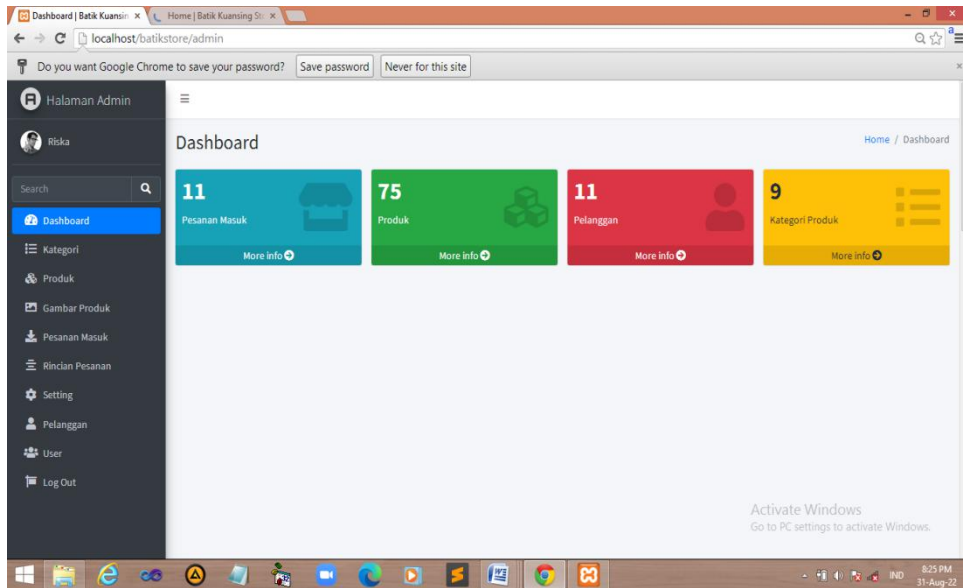 Dashboard | Batik Kuansin
Home | Batik Kuansing St
localhost/batikstore/admin
Do you want Google Chrome to save your password? Save password Never for this site
Halaman Admin
Riska
Search
Dashboard
Kategori
Produk
Gambar Produk
Pesanan Masuk
Rincian Pesanan
Setting
Pelanggan
User
Log Out
Dashboard
Home / Dashboard
11
Pesanan Masuk
More info
75
Produk
More info
11
Pelanggan
More info
9
Kategori Produk
More info
Activate Windows
Go to PC settings to activate Windows.
IND
8:25 PM
31-Aug-22